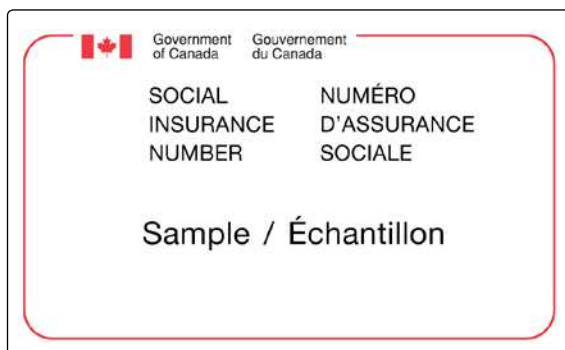 Government Gouvernement
of Canada du Canada
SOCIAL NUMÉRO
INSURANCE D'ASSURANCE
NUMBER SOCIALE
Sample / Échantillon